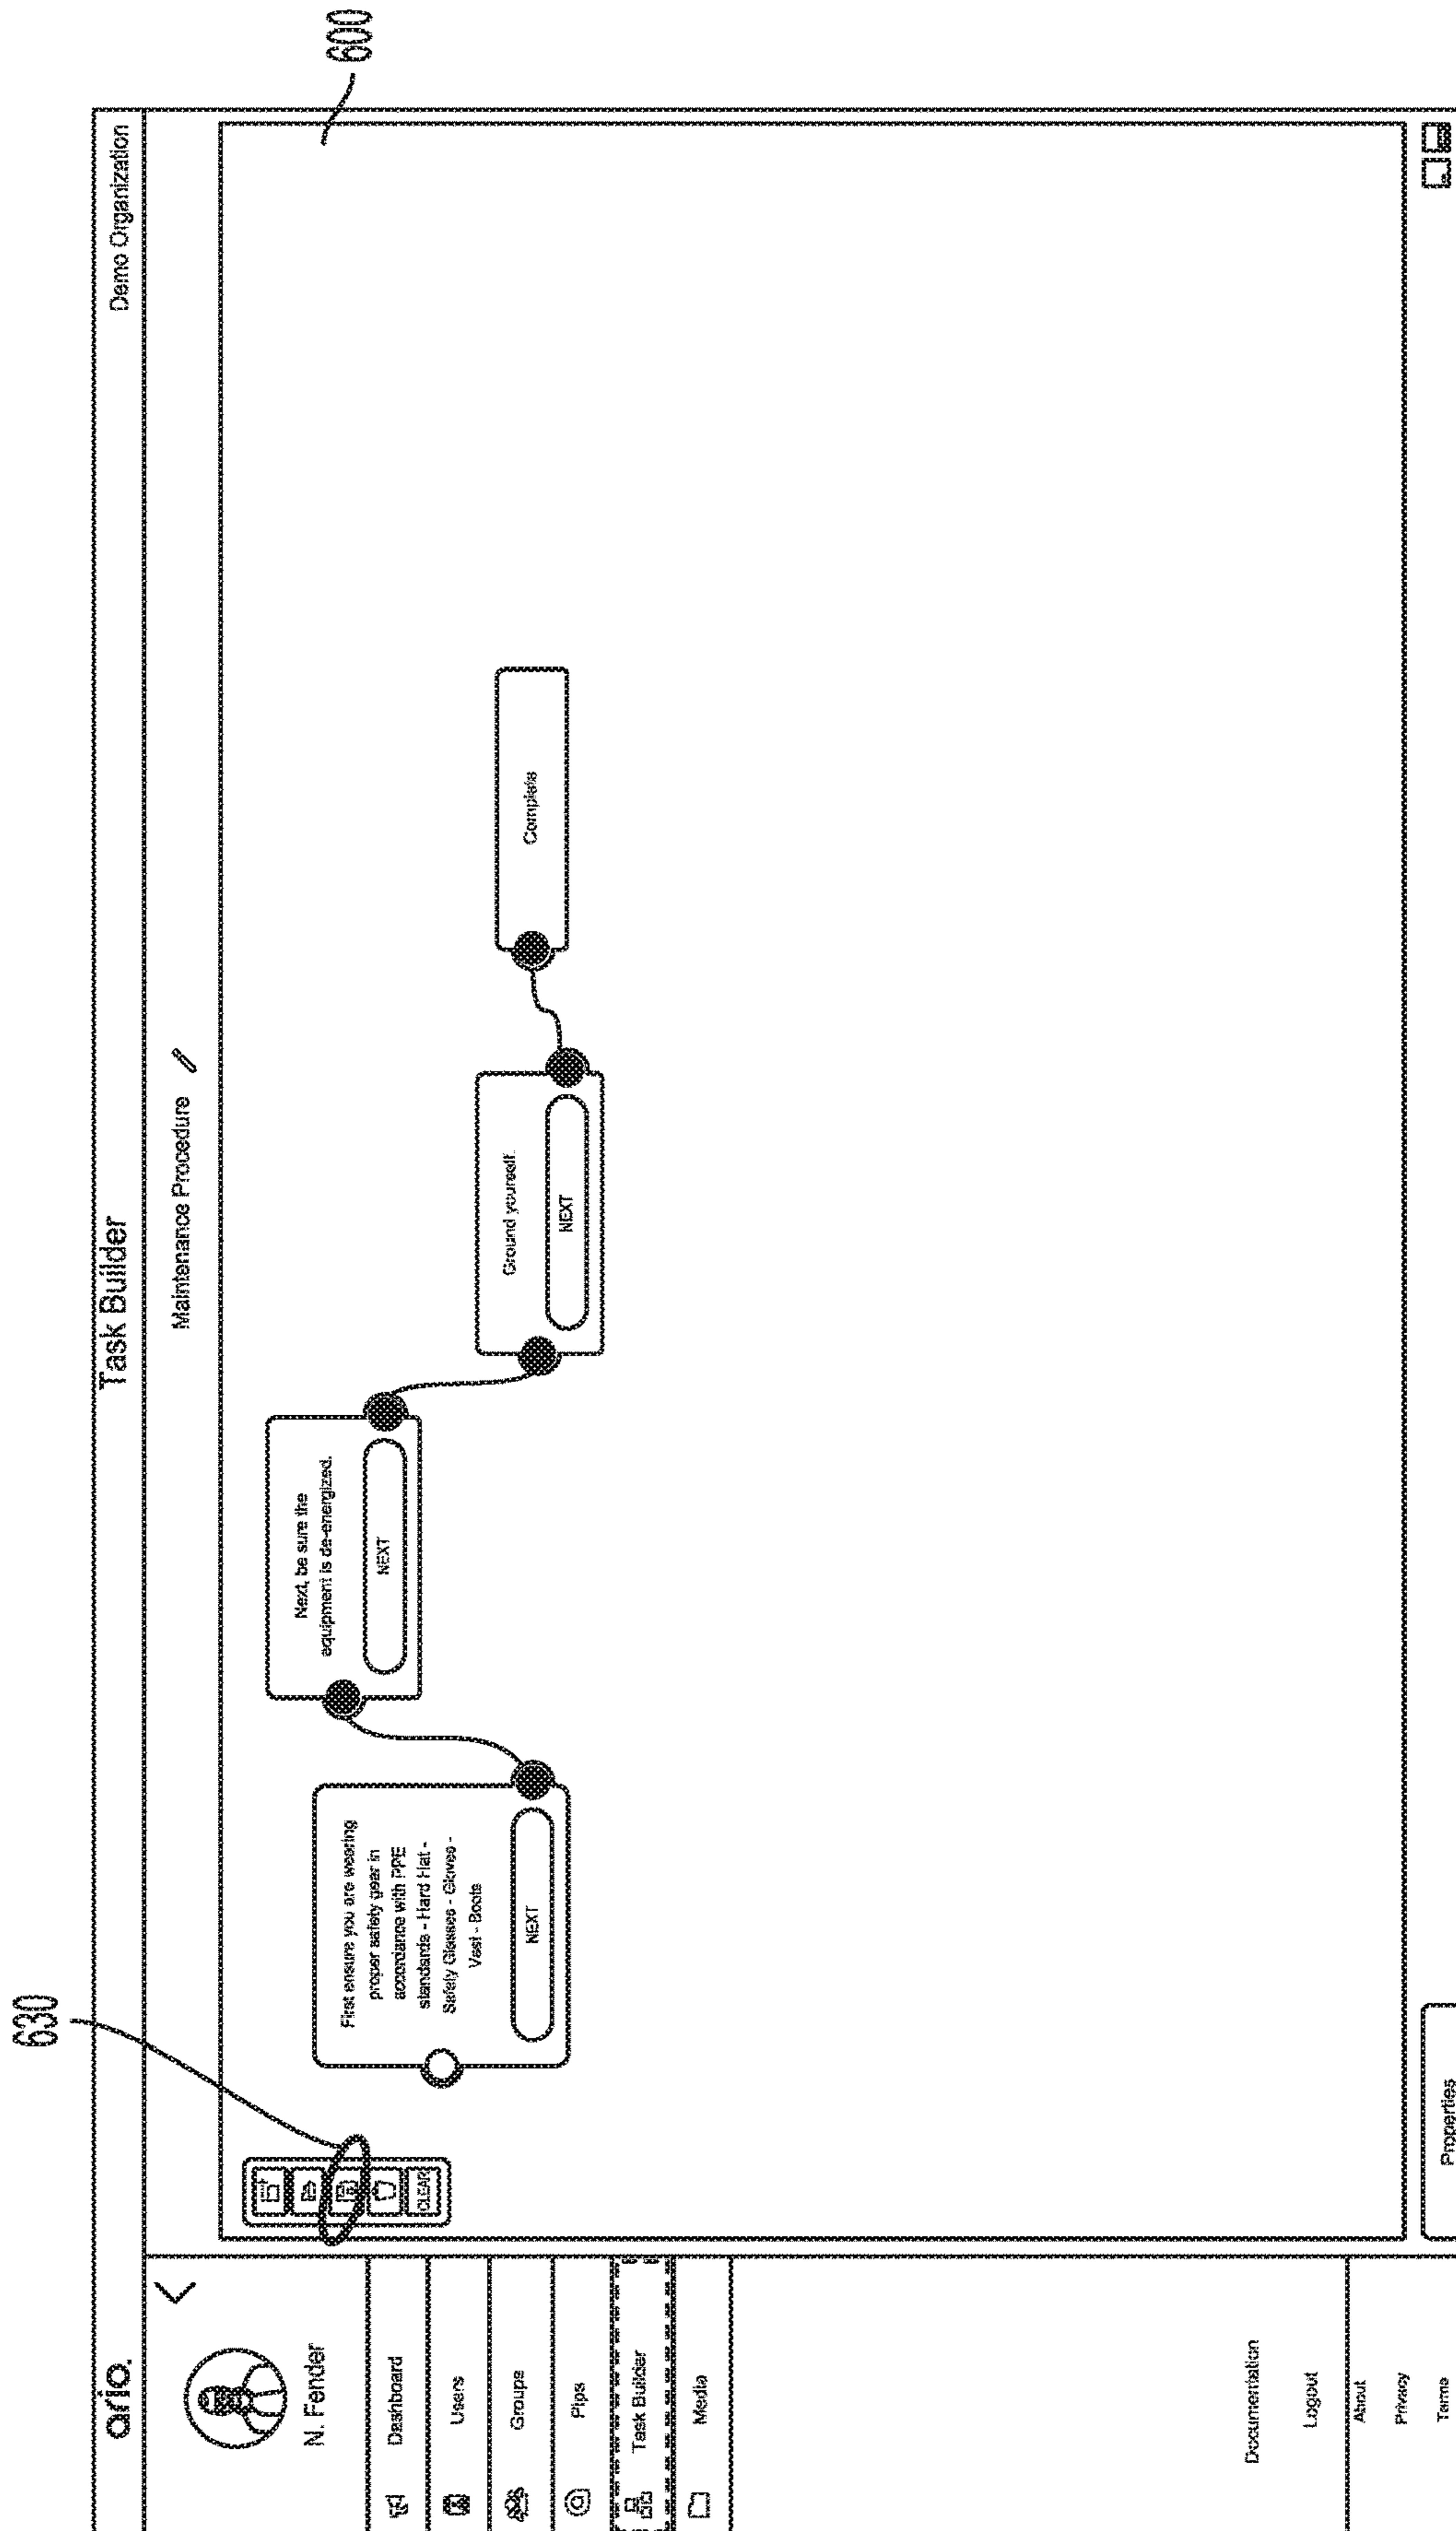 630
600
ario.
Task Builder
Demo Organization
N. Fender
Dashboard
Users
Groups
Pips
Task Builder
Media
Documentation
Logout
About
Privacy
Terms
Maintenance Procedure
CLEAR
First ensure you are wearing
proper safety gear in
accordance with PPE
standards - Hard Hat -
Safety Glasses - Gloves -
Vest - Boots
NEXT
Next, be sure the
equipment is de-energized.
NEXT
Ground yourself.
NEXT
Complete
Properties